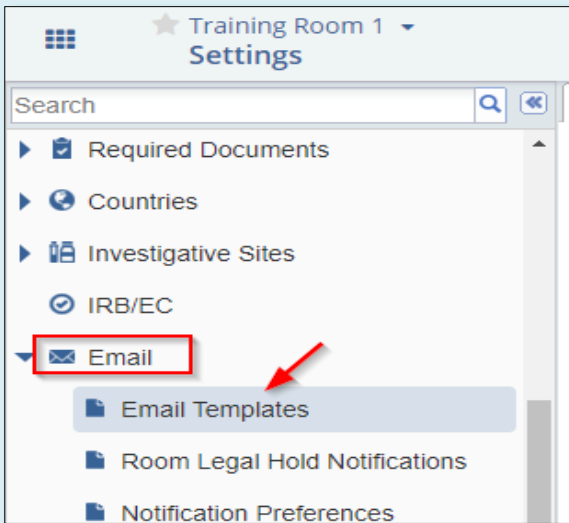 Training Room 1
Settings
Search
Required Documents
Countries
Investigative Sites
IRB/EC
Email
Email Templates
Room Legal Hold Notifications
Notification Preferences